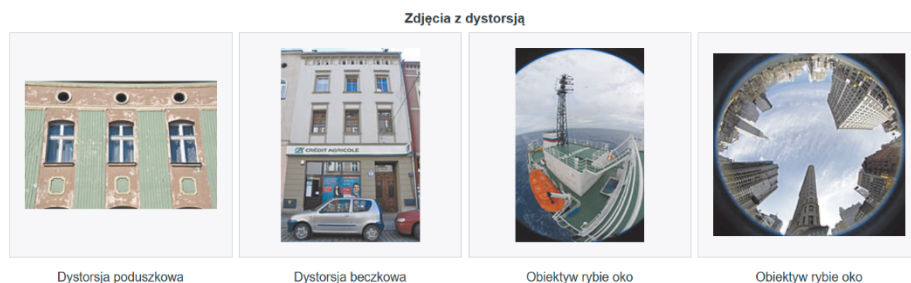 Zdjęcia z dystorsją
CRÉDIT AGRICOLE
Dystorsja poduszkowa
Dystorsja beczkowa
Obiektyw rybie oko
Obiektyw rybie oko